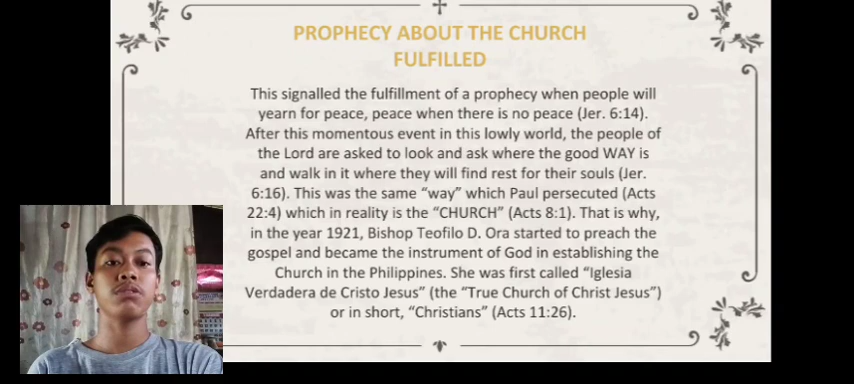 PROPHECY ABOUT THE CHURCH
FULFILLED
This signalled the fulfillment of a prophecy when people will
yearn for peace, peace when there is no peace (Jer. 6:14).
After this momentous event in this lowly world, the people of
the Lord are asked to look and ask where the good WAY is
and walk in it where they will find rest for their souls (Jer.
6:16). This was the same “way” which Paul persecuted (Acts
22:4) which in reality is the “CHURCH” (Acts 8:1). That is why,
in the year 1921, Bishop Teofilo D. Ora started to preach the
gospel and became the instrument of God in establishing the
Church in the Philippines. She was first called “Iglesia
Verdadera de Cristo Jesus” (the “True Church of Christ Jesus”)
or in short, “Christians” (Acts 11:26).